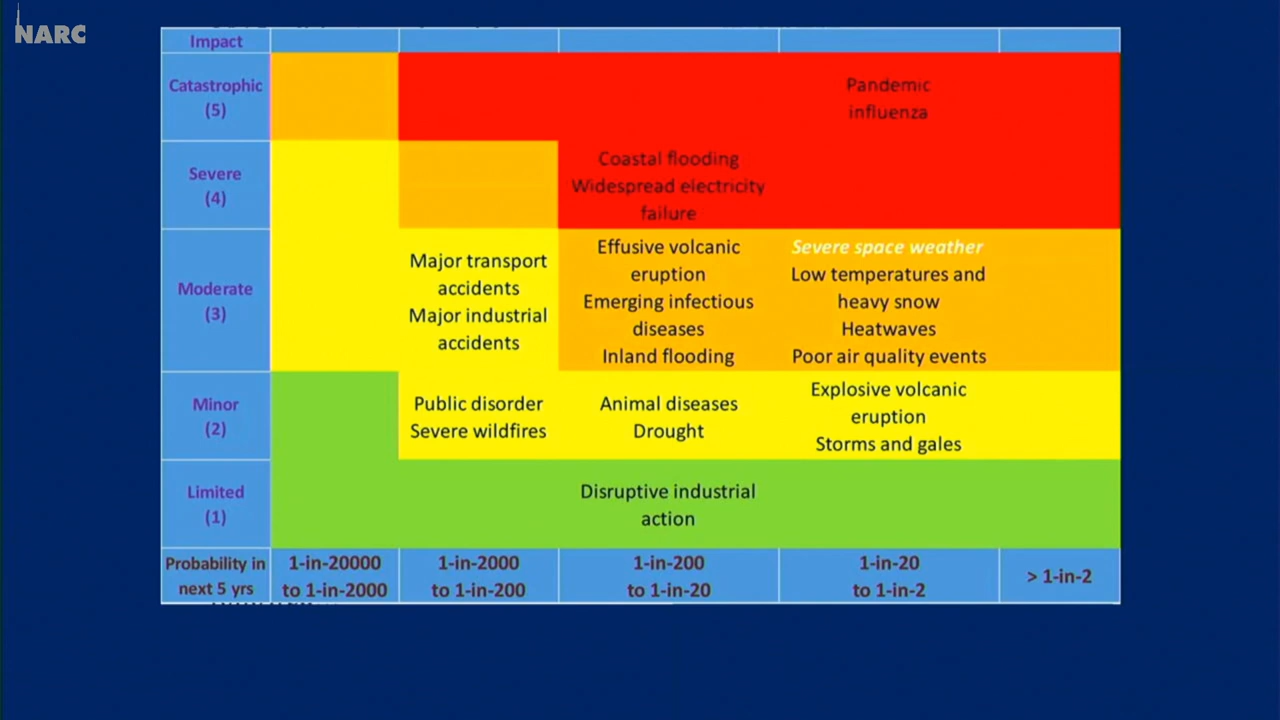 NARC
Impact
Catastrophic
(5)
Pandemic
influenza
Severe
(4)
Coastal flooding
Widespread electricity
failure
Moderate
(3)
Major transport
accidents
Major industrial
accidents
Effusive volcanic
eruption
Emerging infectious
diseases
Inland flooding
Severe space weather
Low temperatures and
heavy snow
Heatwaves
Poor air quality events
Minor
(2)
Public disorder
Severe wildfires
Animal diseases
Drought
Explosive volcanic
eruption
Storms and gales
Limited
(1)
Disruptive industrial
action
Probability in
next 5 yrs
1-in-20000
to 1-in-2000
1-in-2000
to 1-in-200
1-in-200
to 1-in-20
1-in-20
to 1-in-2
> 1-in-2